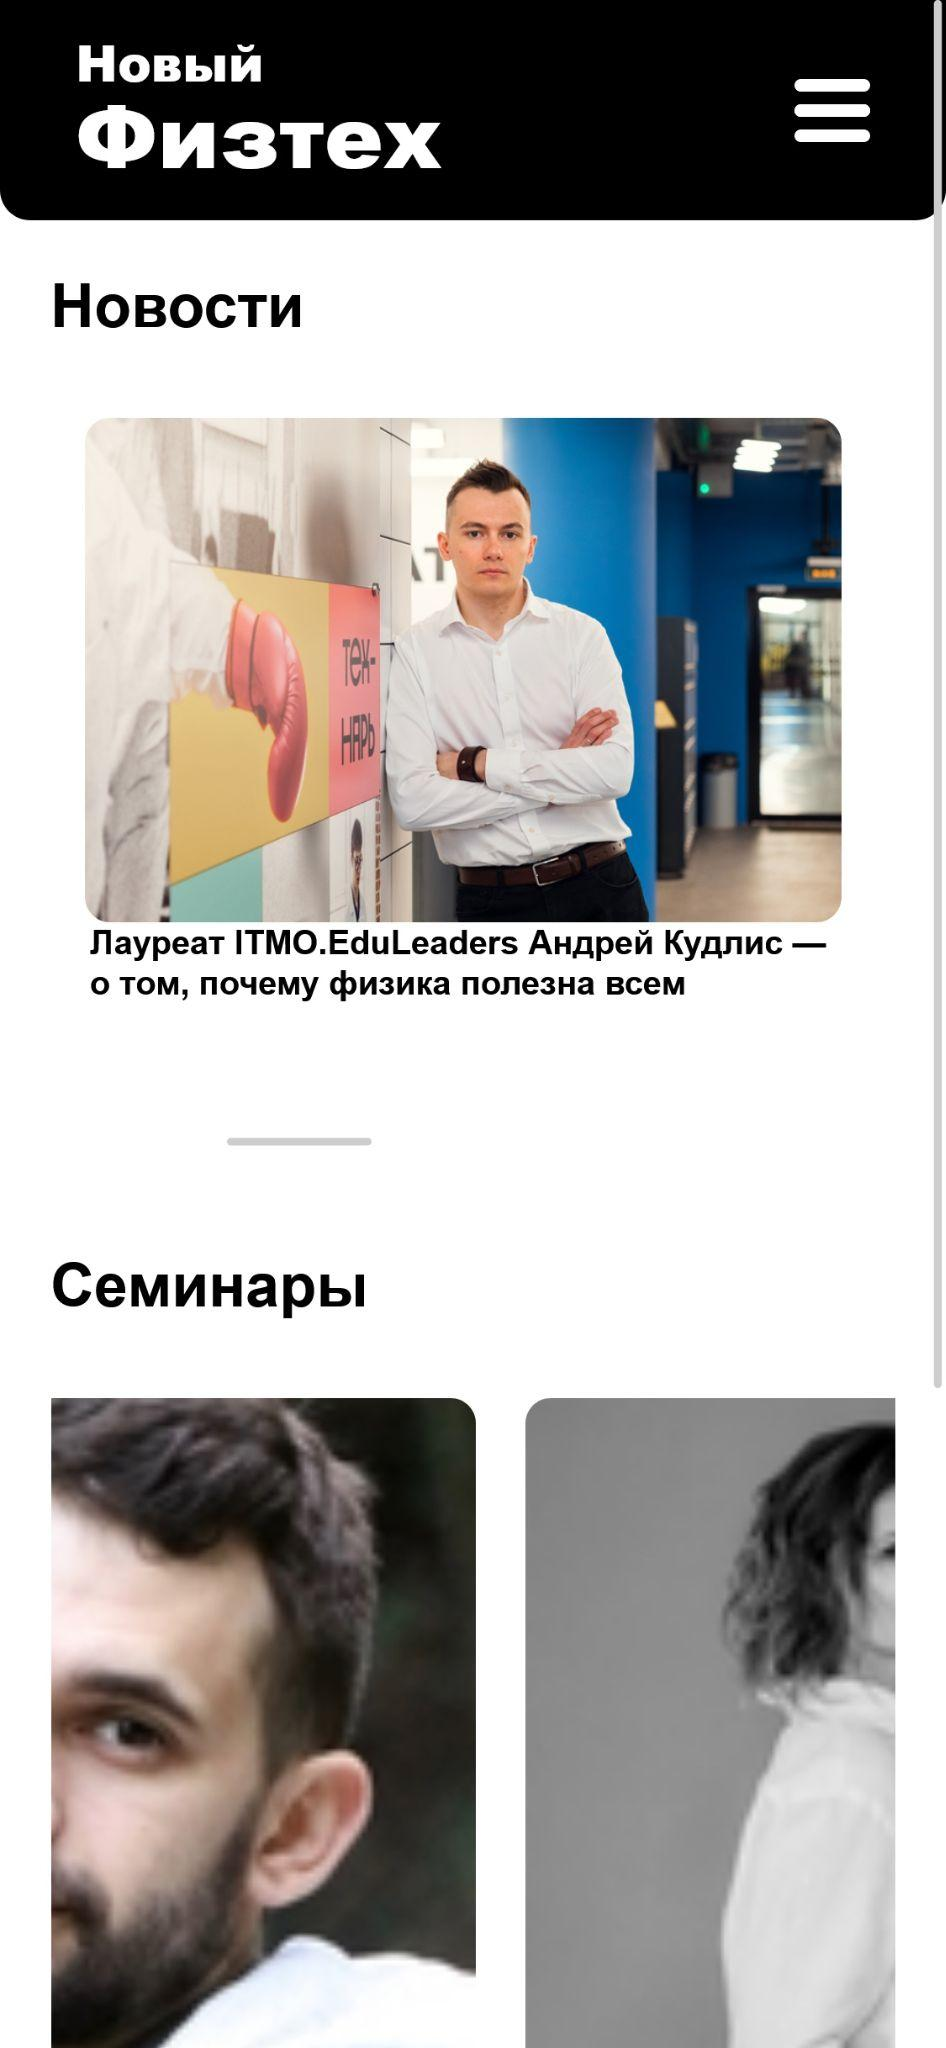 Новый
Физтех
Новости
ТЕХ-
НАРЬ
Лауреат ITMO.EduLeaders Андрей Кудлис —
о том, почему физика полезна всем
Семинары